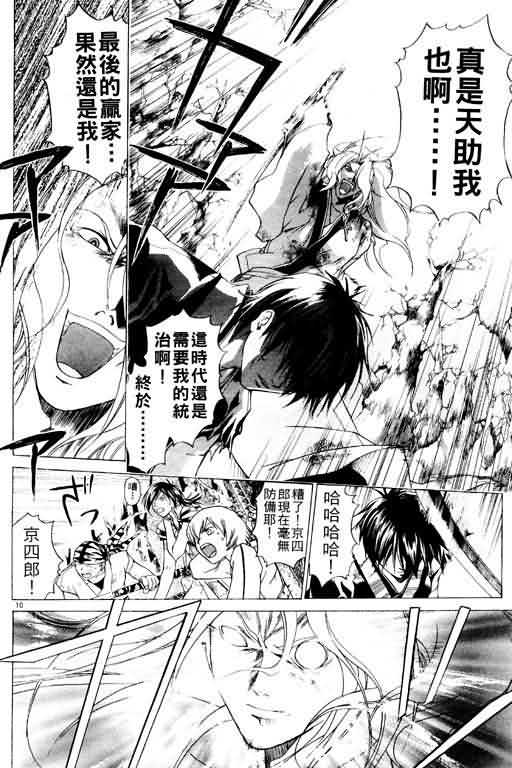 真是天助我
也啊……！
最後的贏家…
果然還是我！
這時代還是
需要我的統
治啊！
終於………
哈哈哈哈！
糟了！京四
郎現在毫無
防備耶！
嘖…
京四郎！
10